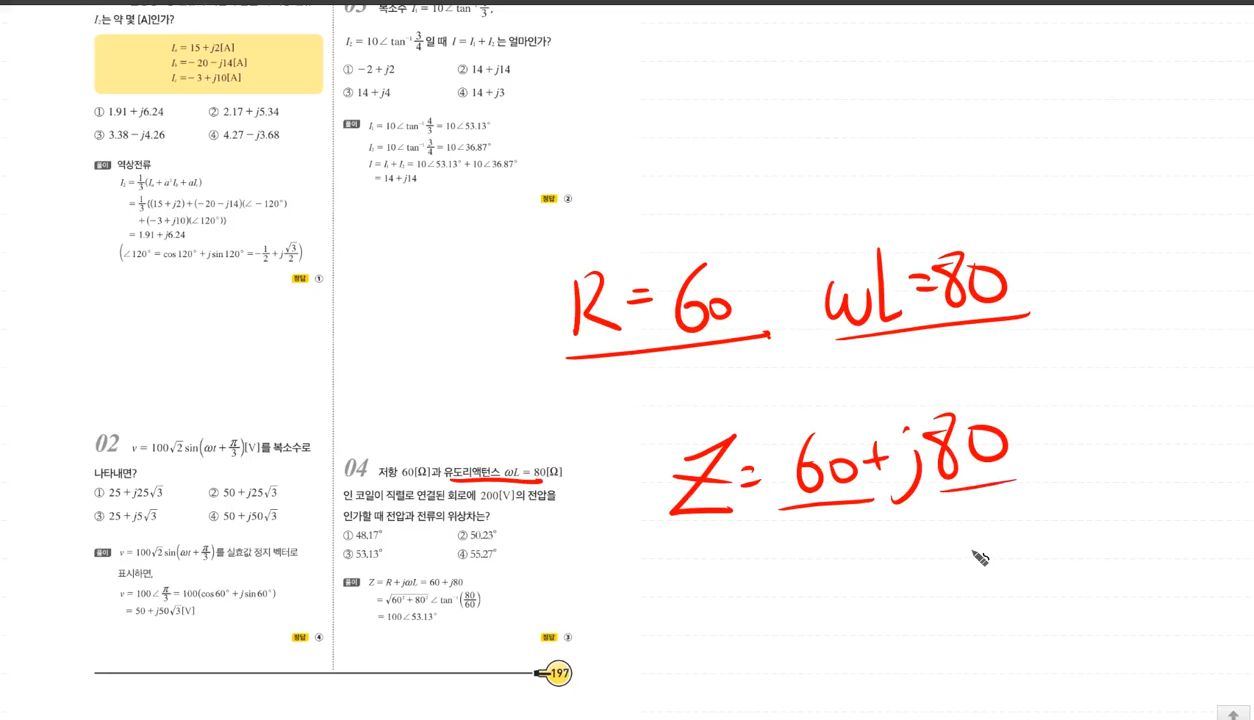 I₂는 약 몇 [A]인가?
Iₐ = 15 + j2[A]
I_b = − 20 − j14[A]
I_c = − 3 + j10[A]
① 1.91 + j6.24 ② 2.17 + j5.34
③ 3.38 − j4.26 ④ 4.27 − j3.68
풀이 역상전류
I₂ = 1/3(Iₐ + a²I_b + aI_c)
= 1/3{(15 + j2) + (−20 − j14)(∠ − 120°)
+ (−3 + j10)(∠120°)}
= 1.91 + j6.24
(∠120° = cos120° + jsin120° = −1/2 + j√3/2)
정답 ①
02 v = 100√2 sin(ωt + π/3)[V]를 복소수로
나타내면?
① 25 + j25√3 ② 50 + j25√3
③ 25 + j5√3 ④ 50 + j50√3
풀이 v = 100√2 sin(ωt + π/3)를 실효값 정지 벡터로
표시하면,
v = 100∠π/3 = 100(cos60° + jsin60°)
= 50 + j50√3[V]
정답 ④
03 복소수 I₁ = 10∠tan⁻¹4/3,
I₂ = 10∠tan⁻¹3/4일 때 I = I₁ + I₂는 얼마인가?
① −2 + j2 ② 14 + j14
③ 14 + j4 ④ 14 + j3
풀이 I₁ = 10∠tan⁻¹4/3 = 10∠53.13°
I₂ = 10∠tan⁻¹3/4 = 10∠36.87°
I = I₁ + I₂ = 10∠53.13° + 10∠36.87°
= 14 + j14
정답 ②
04 저항 60[Ω]과 유도리액턴스 ωL = 80[Ω]
인 코일이 직렬로 연결된 회로에 200[V]의 전압을
인가할 때 전압과 전류의 위상차는?
① 48.17° ② 50.23°
③ 53.13° ④ 55.27°
풀이 Z = R + jωL = 60 + j80
= √(60² + 80²) ∠tan⁻¹(80/60)
= 100∠53.13°
정답 ③
197
R = 60 ωL = 80
Z = 60 + j80